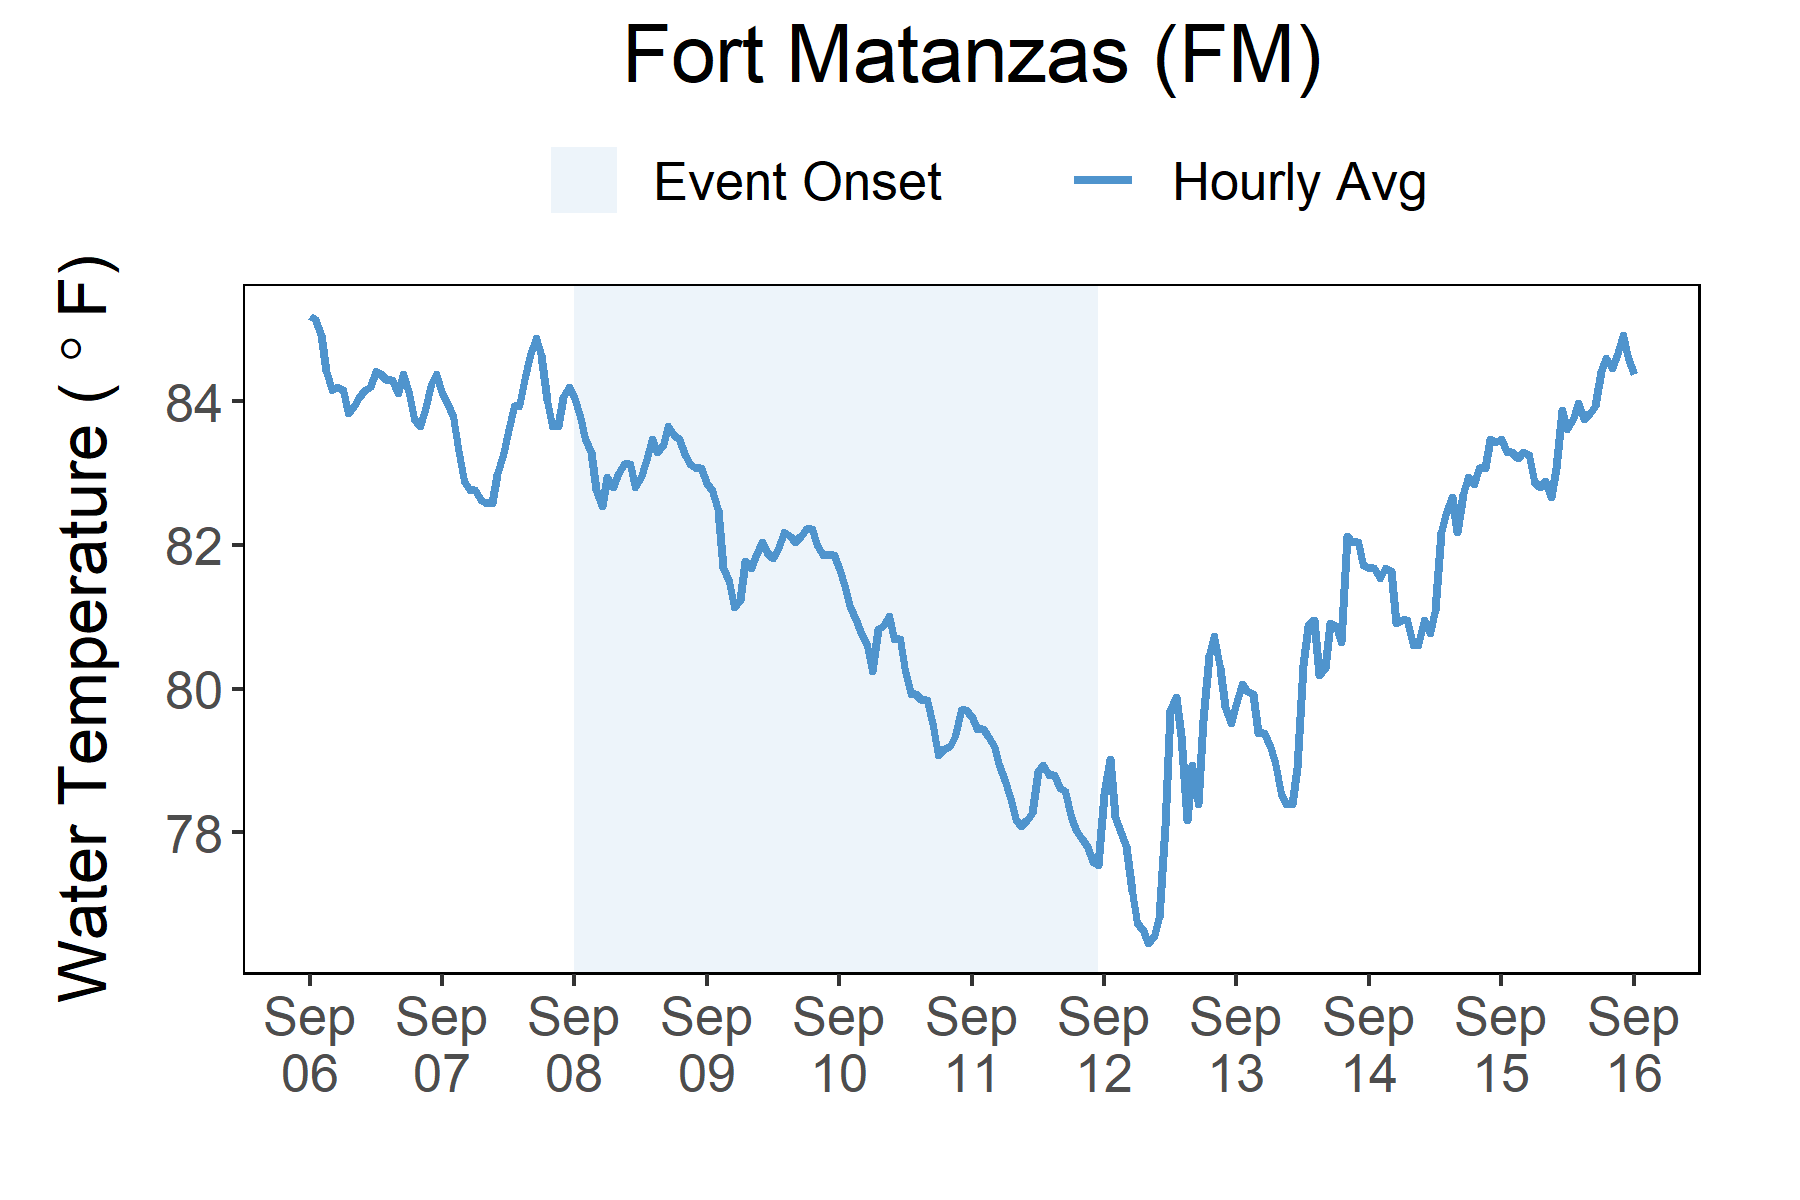 Fort Matanzas (FM)
Event Onset
Hourly Avg
Water Temperature ( ° F)
84
82
80
78
Sep 06
Sep 07
Sep 08
Sep 09
Sep 10
Sep 11
Sep 12
Sep 13
Sep 14
Sep 15
Sep 16